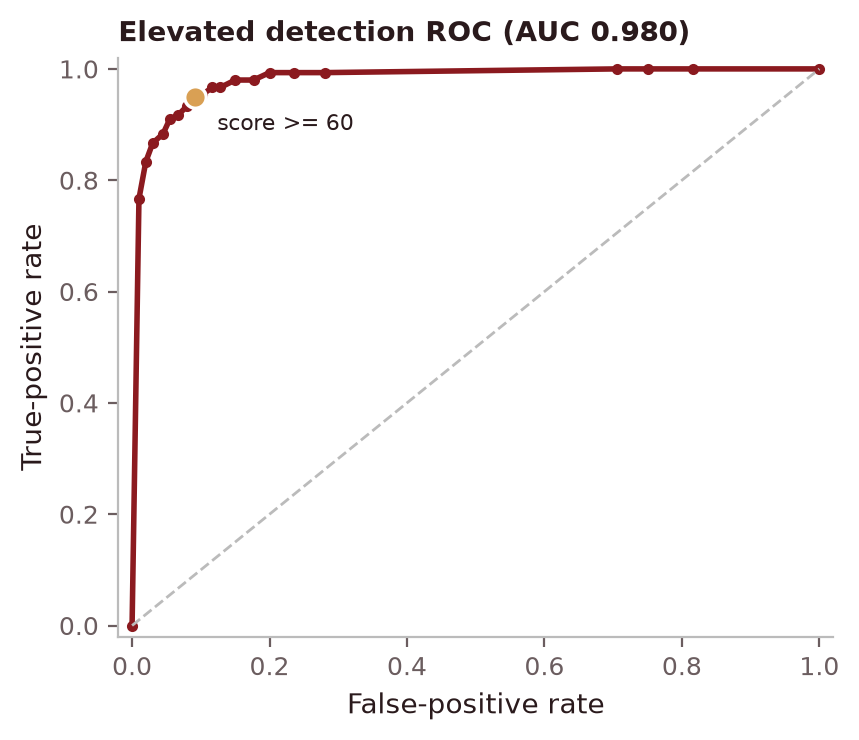 Elevated detection ROC (AUC 0.980)
1.0
0.8
0.6
0.4
0.2
0.0
True-positive rate
score >= 60
0.0 0.2 0.4 0.6 0.8 1.0
False-positive rate